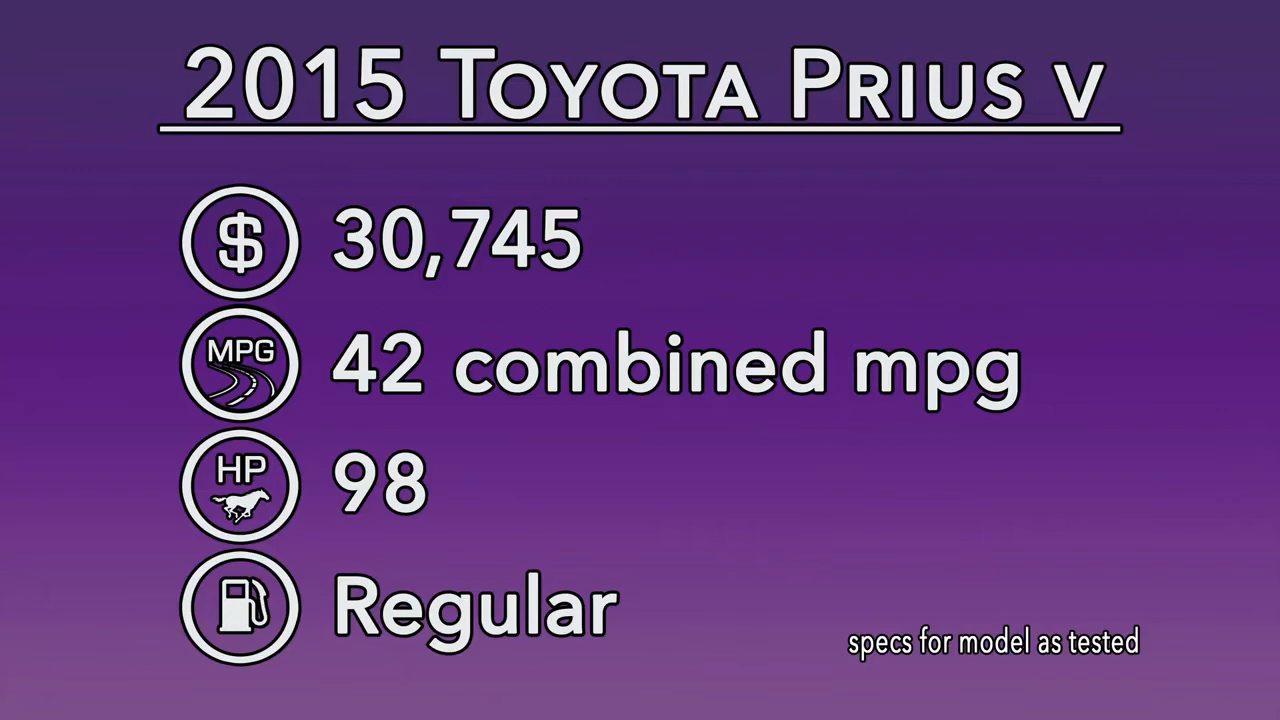 2015 Toyota Prius v
$ 30,745
MPG 42 combined mpg
HP 98
Regular
specs for model as tested